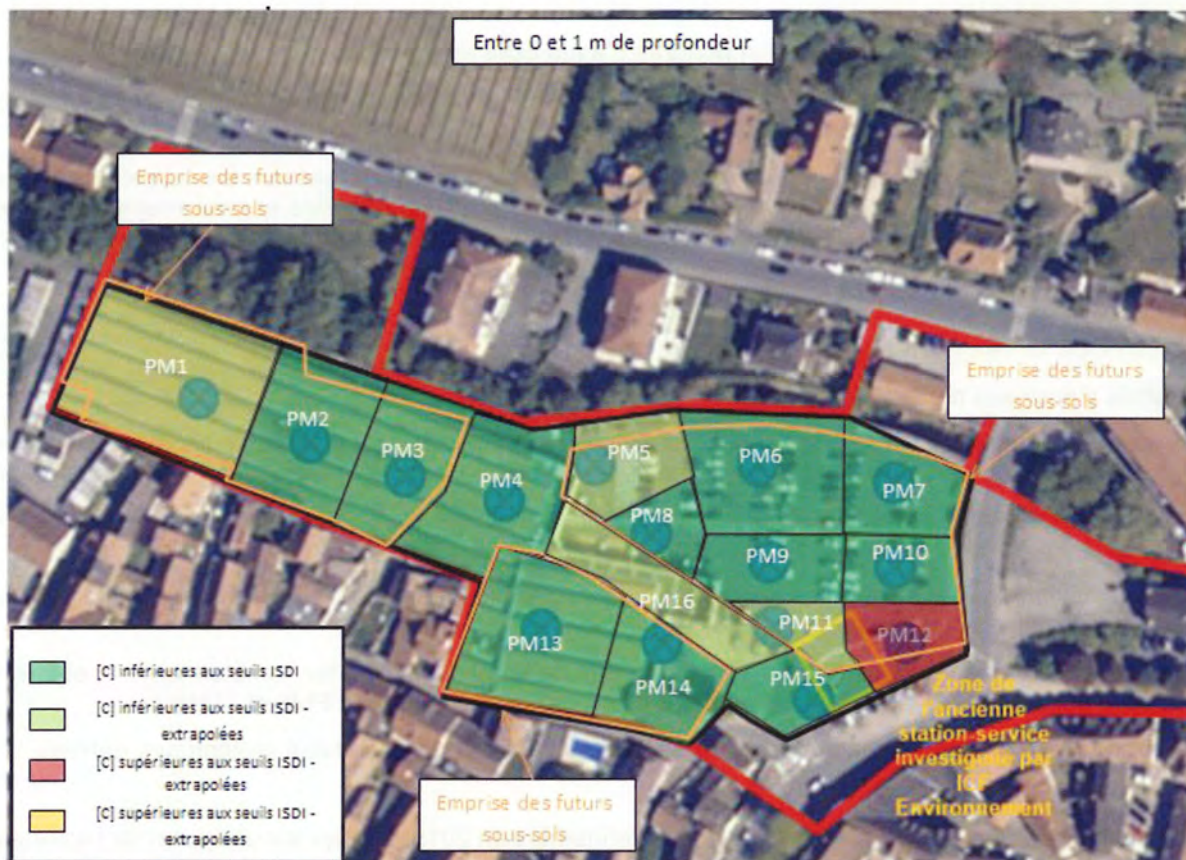 Entre 0 et 1 m de profondeur
Emprise des futurs
sous-sols
Emprise des futurs
sous-sols
PM1
PM2
PM3
PM4
PM5
PM6
PM7
PM8
PM9
PM10
PM16
PM11
PM12
PM13
PM14
PM15
[C] inférieures aux seuils ISDI
[C] inférieures aux seuils ISDI -
extrapolées
[C] supérieures aux seuils ISDI -
extrapolées
[C] supérieures aux seuils ISDI -
extrapolées
Emprise des futurs
sous-sols
Zone de
l'ancienne
station service
investiguée par
ICF
Environnement